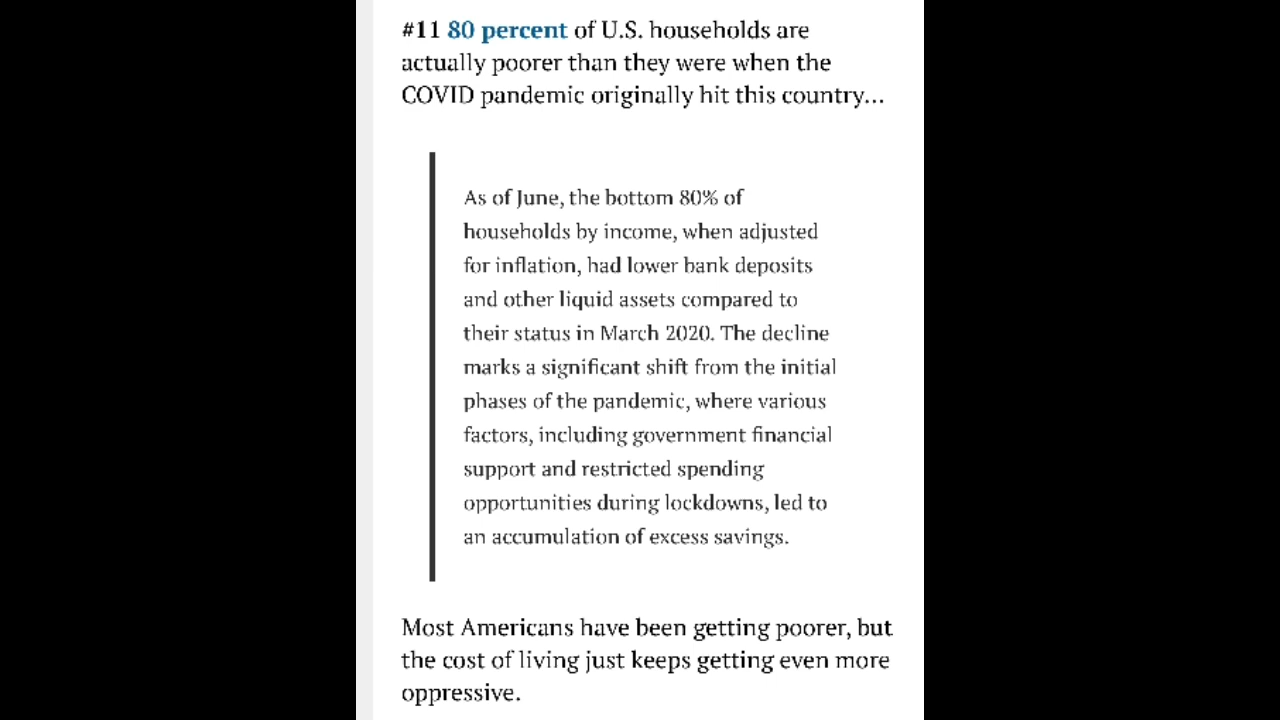 #11 80 percent of U.S. households are
actually poorer than they were when the
COVID pandemic originally hit this country...
As of June, the bottom 80% of
households by income, when adjusted
for inflation, had lower bank deposits
and other liquid assets compared to
their status in March 2020. The decline
marks a significant shift from the initial
phases of the pandemic, where various
factors, including government financial
support and restricted spending
opportunities during lockdowns, led to
an accumulation of excess savings.
Most Americans have been getting poorer, but
the cost of living just keeps getting even more
oppressive.